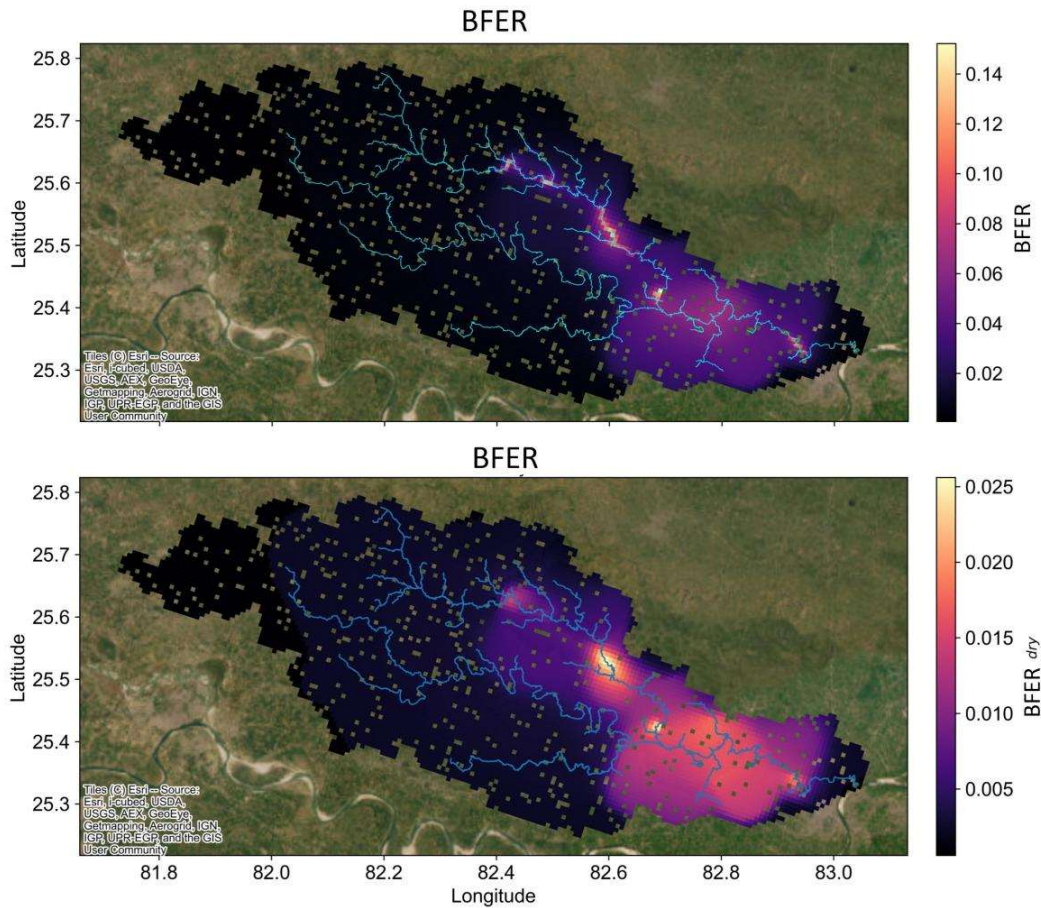 BFER
25.8
25.7
25.6
25.5
25.4
25.3
Latitude
Tiles (C) Esri -- Source:
Esri, i-cubed, USDA,
USGS, AEX, GeoEye,
Getmapping, Aerogrid, IGN,
IGP, UPR-EGP, and the GIS
User Community
0.14
0.12
0.10
0.08
0.06
0.04
0.02
BFER
BFER
25.8
25.7
25.6
25.5
25.4
25.3
Latitude
Tiles (C) Esri -- Source:
Esri, i-cubed, USDA,
USGS, AEX, GeoEye,
Getmapping, Aerogrid, IGN,
IGP, UPR-EGP, and the GIS
User Community
81.8 82.0 82.2 82.4 82.6 82.8 83.0
Longitude
0.025
0.020
0.015
0.010
0.005
BFER dry